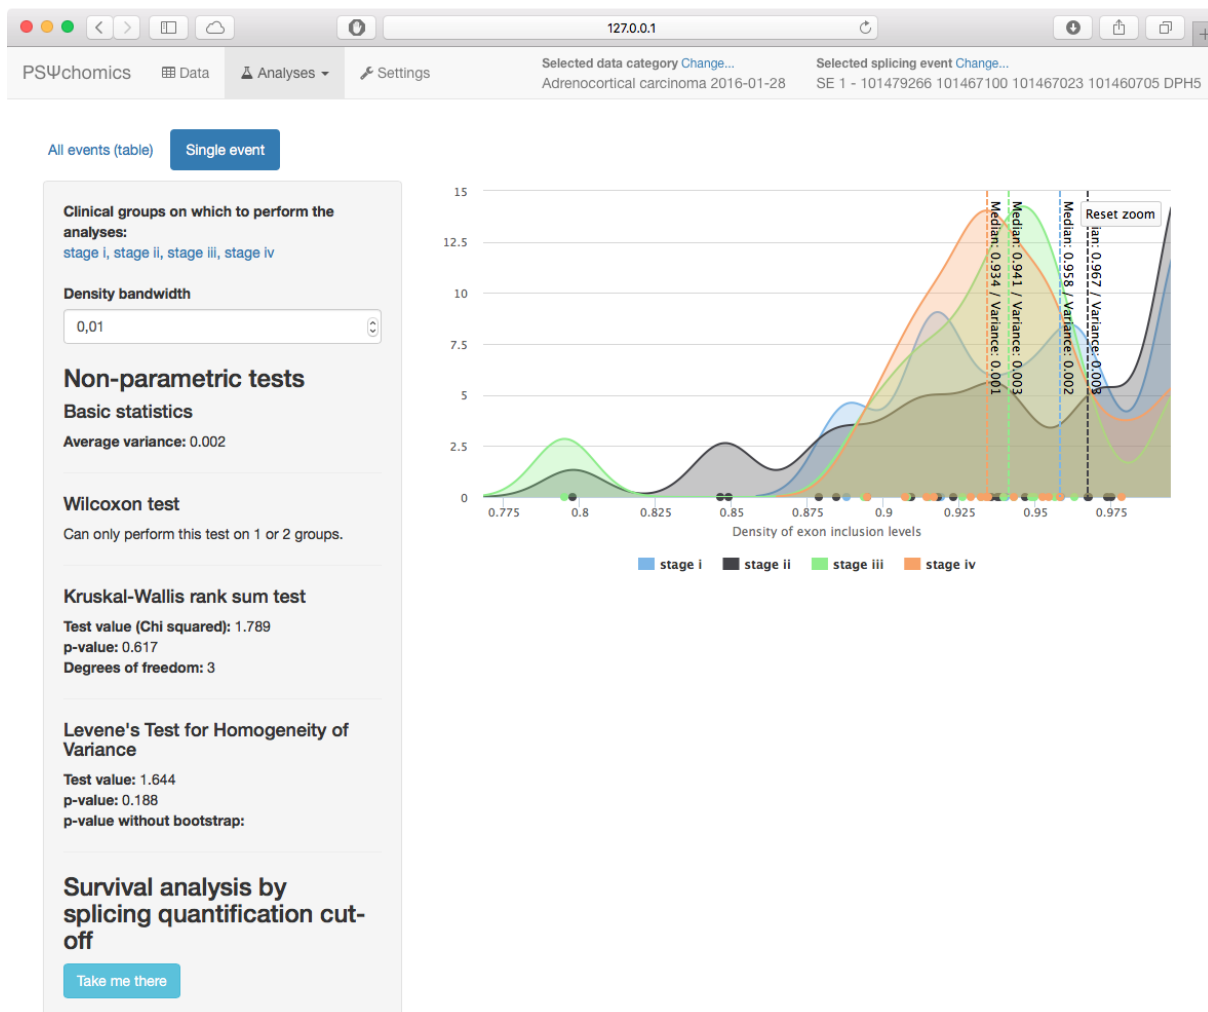 127.0.0.1
PSΨchomics Data Analyses Settings
Selected data category Change...
Adrenocortical carcinoma 2016-01-28
Selected splicing event Change...
SE 1 - 101479266 101467100 101467023 101460705 DPH5
All events (table) Single event
Clinical groups on which to perform the
analyses:
stage i, stage ii, stage iii, stage iv
Density bandwidth
0,01
Non-parametric tests
Basic statistics
Average variance: 0.002
Wilcoxon test
Can only perform this test on 1 or 2 groups.
Kruskal-Wallis rank sum test
Test value (Chi squared): 1.789
p-value: 0.617
Degrees of freedom: 3
Levene's Test for Homogeneity of
Variance
Test value: 1.644
p-value: 0.188
p-value without bootstrap:
Survival analysis by
splicing quantification cut-
off
Take me there
15
12.5
10
7.5
5
2.5
0
Median: 0.934 / Variance: 0.001
Median: 0.941 / Variance: 0.003
Median: 0.958 / Variance: 0.002
0.967 / Variance:
Reset zoom
0.775 0.8 0.825 0.85 0.875 0.9 0.925 0.95 0.975
Density of exon inclusion levels
stage i stage ii stage iii stage iv